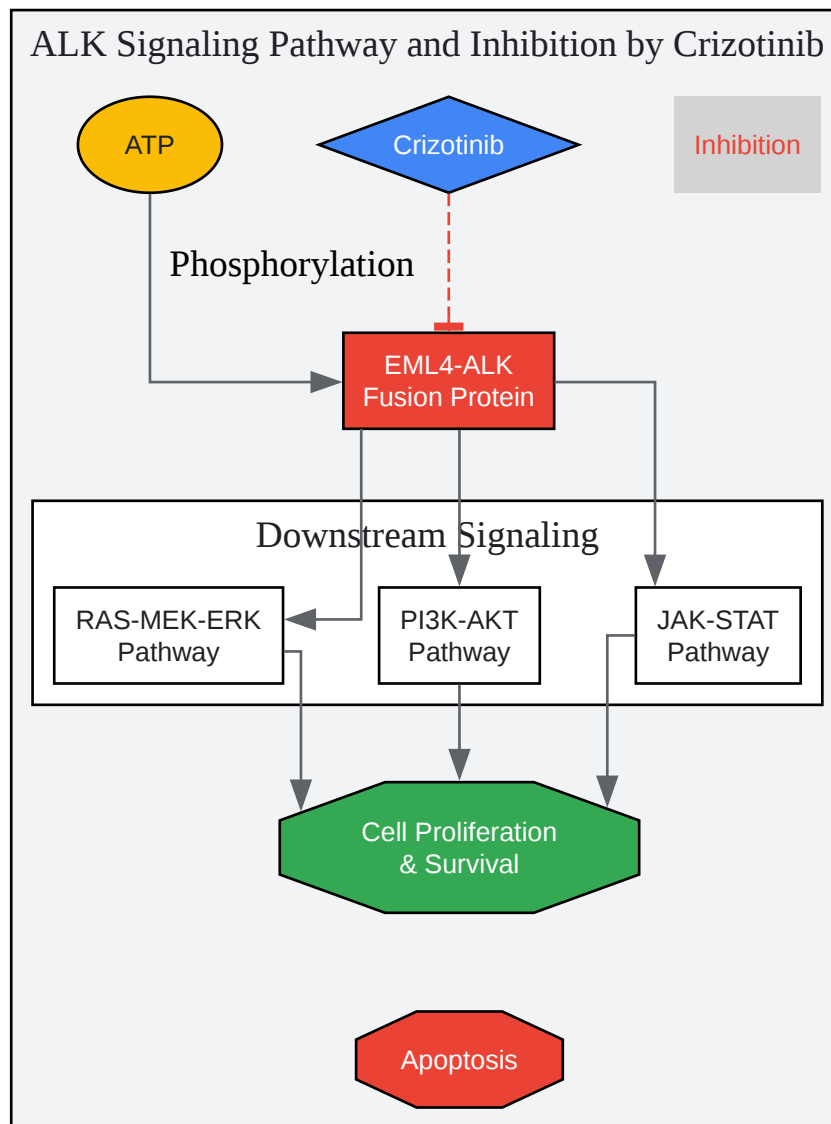 ALK Signaling Pathway and Inhibition by Crizotinib
ATP
Crizotinib
Inhibition
Phosphorylation
EML4-ALK
Fusion Protein
Downstream Signaling
RAS-MEK-ERK
Pathway
PI3K-AKT
Pathway
JAK-STAT
Pathway
Cell Proliferation
& Survival
Apoptosis